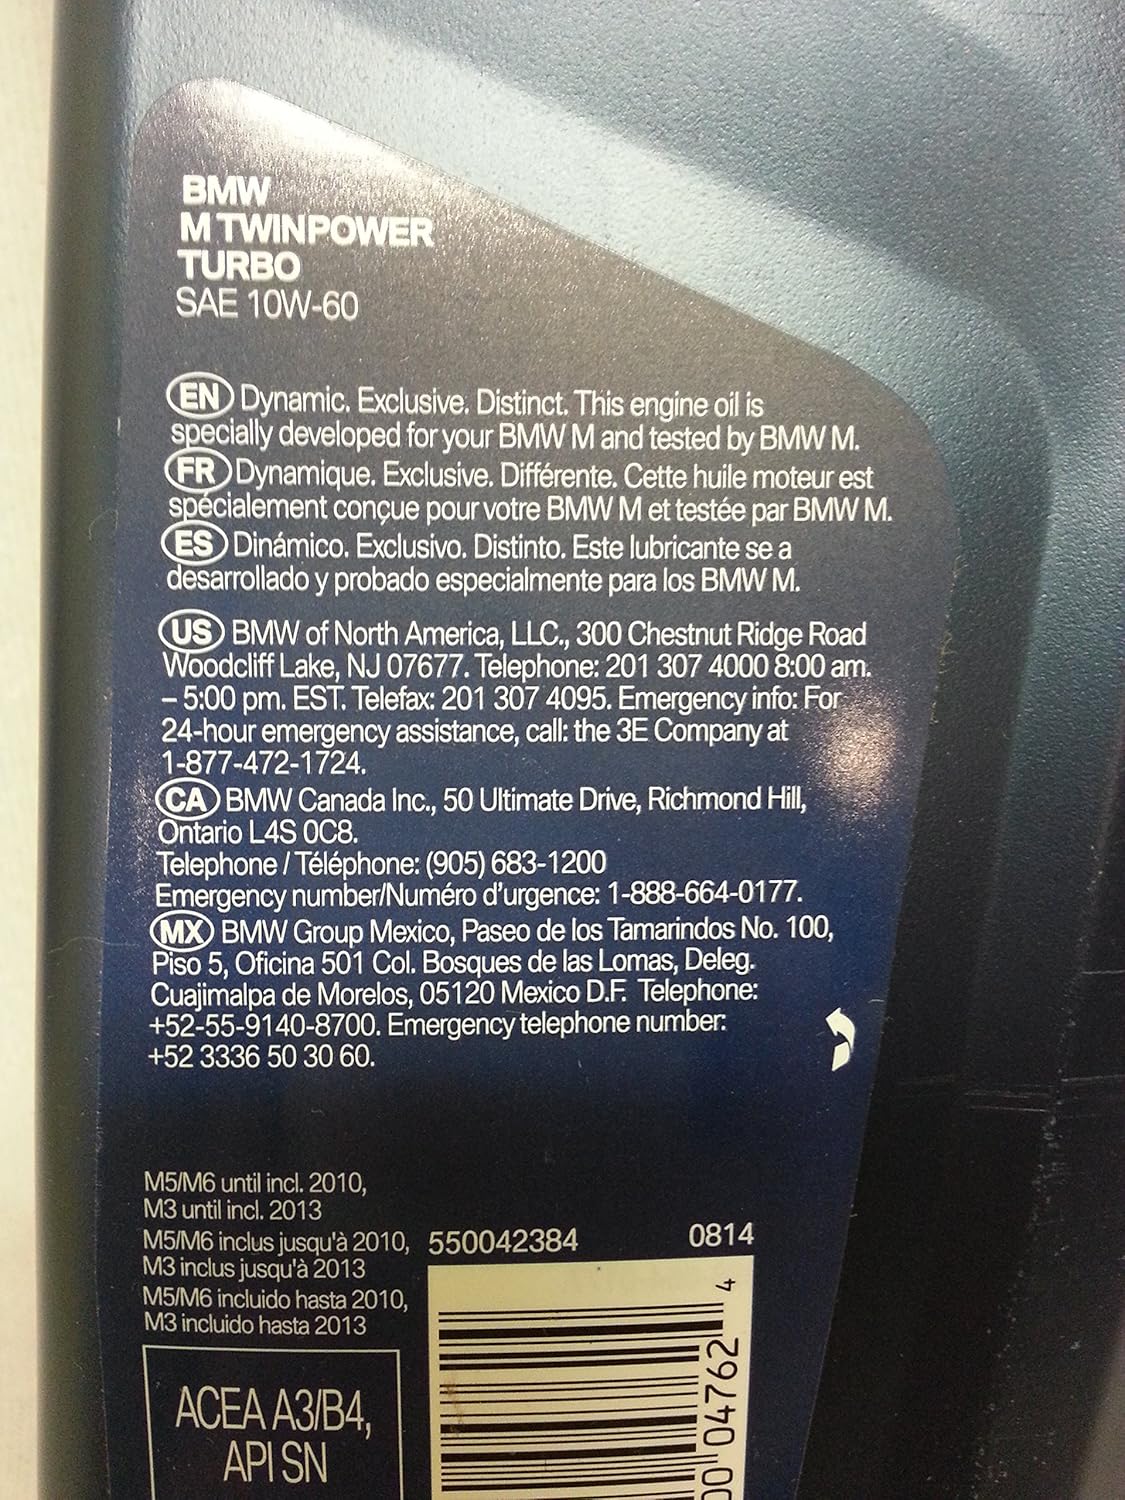 BMW
M TWINPOWER
TURBO
SAE 10W-60
EN Dynamic. Exclusive. Distinct. This engine oil is
specially developed for your BMW M and tested by BMW M.
FR Dynamique. Exclusive. Différente. Cette huile moteur est
spécialement conçue pour votre BMW M et testée par BMW M.
ES Dinámico. Exclusivo. Distinto. Este lubricante se a
desarrollado y probado especialmente para los BMW M.
US BMW of North America, LLC., 300 Chestnut Ridge Road
Woodcliff Lake, NJ 07677. Telephone: 201 307 4000 8:00 am.
– 5:00 pm. EST. Telefax: 201 307 4095. Emergency info: For
24-hour emergency assistance, call: the 3E Company at
1-877-472-1724.
CA BMW Canada Inc., 50 Ultimate Drive, Richmond Hill,
Ontario L4S 0C8.
Telephone / Téléphone: (905) 683-1200
Emergency number/Numéro d'urgence: 1-888-664-0177.
MX BMW Group Mexico, Paseo de los Tamarindos No. 100,
Piso 5, Oficina 501 Col. Bosques de las Lomas, Deleg.
Cuajimalpa de Morelos, 05120 Mexico D.F. Telephone:
+52-55-9140-8700. Emergency telephone number:
+52 3336 50 30 60.
M5/M6 until incl. 2010,
M3 until incl. 2013
M5/M6 inclus jusqu'à 2010,
M3 inclus jusqu'à 2013
M5/M6 incluido hasta 2010,
M3 incluido hasta 2013
550042384 0814
ACEA A3/B4,
API SN
04762 4